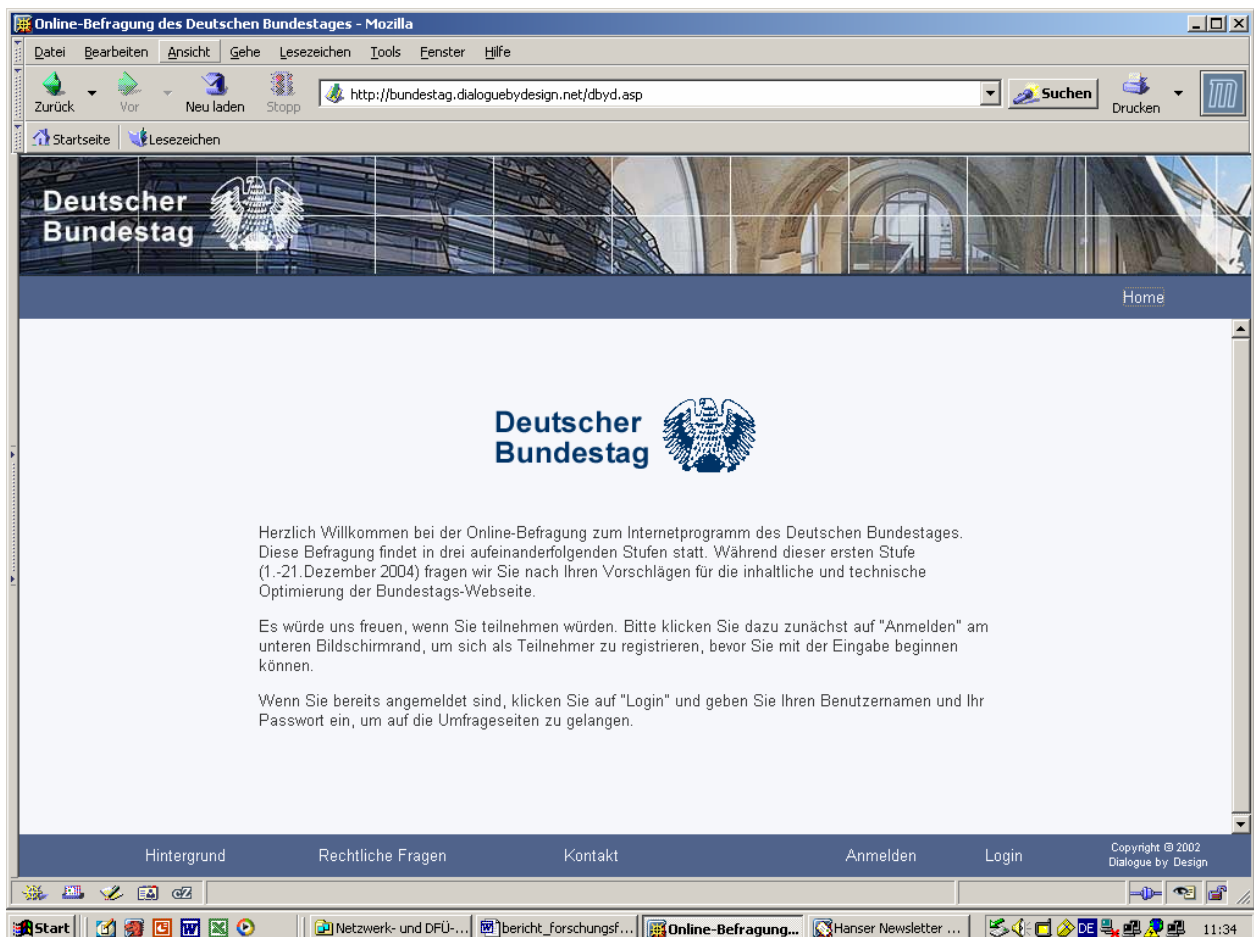 Online-Befragung des Deutschen Bundestages - Mozilla
Datei Bearbeiten Ansicht Gehe Lesezeichen Tools Fenster Hilfe
Zurück Vor Neu laden Stopp http://bundestag.dialoguebydesign.net/dbyd.asp Suchen Drucken
Startseite Lesezeichen
Deutscher
Bundestag
Home
Deutscher
Bundestag
Herzlich Willkommen bei der Online-Befragung zum Internetprogramm des Deutschen Bundestages.
Diese Befragung findet in drei aufeinanderfolgenden Stufen statt. Während dieser ersten Stufe
(1.-21.Dezember 2004) fragen wir Sie nach Ihren Vorschlägen für die inhaltliche und technische
Optimierung der Bundestags-Webseite.
Es würde uns freuen, wenn Sie teilnehmen würden. Bitte klicken Sie dazu zunächst auf "Anmelden" am
unteren Bildschirmrand, um sich als Teilnehmer zu registrieren, bevor Sie mit der Eingabe beginnen
können.
Wenn Sie bereits angemeldet sind, klicken Sie auf "Login" und geben Sie Ihren Benutzernamen und Ihr
Passwort ein, um auf die Umfrageseiten zu gelangen.
Hintergrund Rechtliche Fragen Kontakt Anmelden Login Copyright © 2002
Dialogue by Design
Start Netzwerk- und DFÜ-... bericht_forschungsf... Online-Befragung... Hanser Newsletter ... DE 11:34